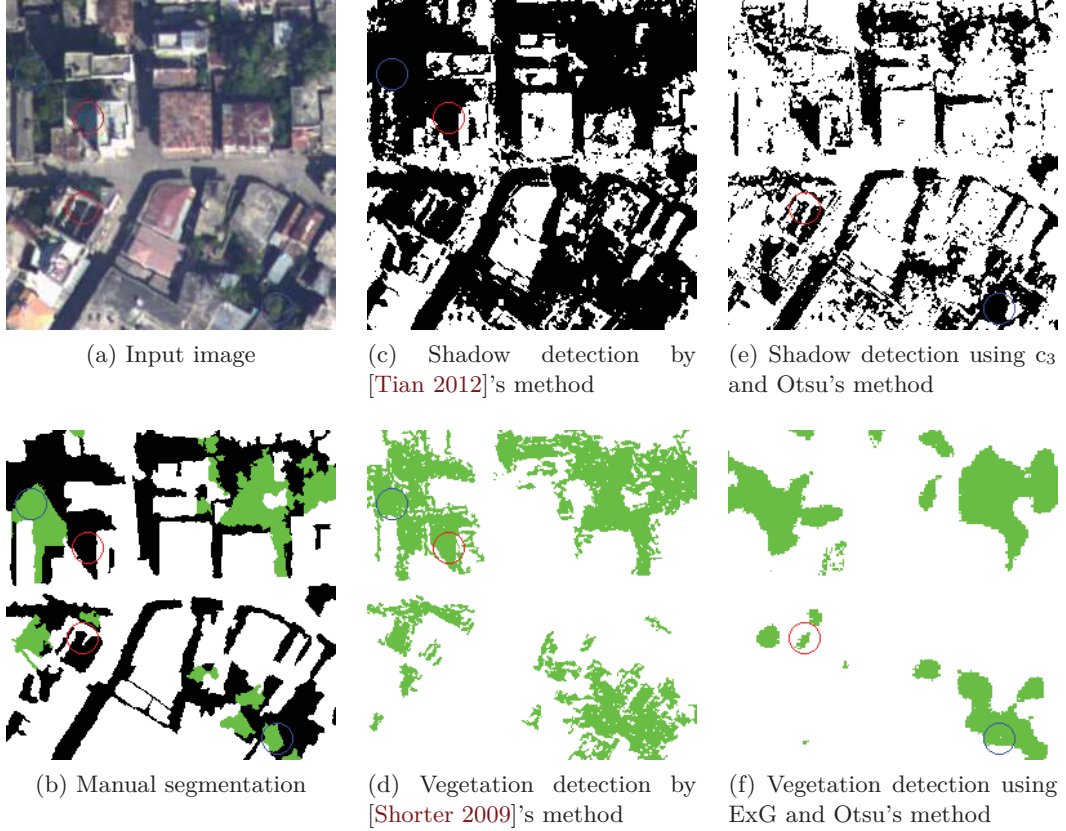 (a) Input image
(c) Shadow detection by
[Tian 2012]'s method
(e) Shadow detection using c₃
and Otsu's method
(b) Manual segmentation
(d) Vegetation detection by
[Shorter 2009]'s method
(f) Vegetation detection using
ExG and Otsu's method